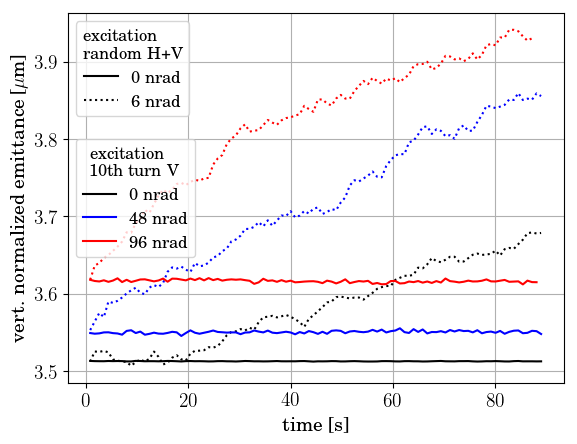 excitation
random H+V
0 nrad
6 nrad
excitation
10th turn V
0 nrad
48 nrad
96 nrad
vert. normalized emittance [μm]
3.9
3.8
3.7
3.6
3.5
0 20 40 60 80
time [s]